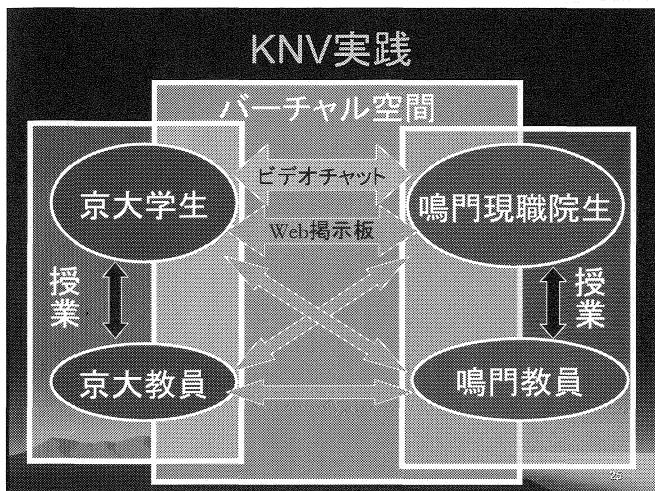 KNV実践
バーチャル空間
ビデオチャット
京大学生
鳴門現職院生
Web掲示板
授業
授業
京大教員
鳴門教員
25